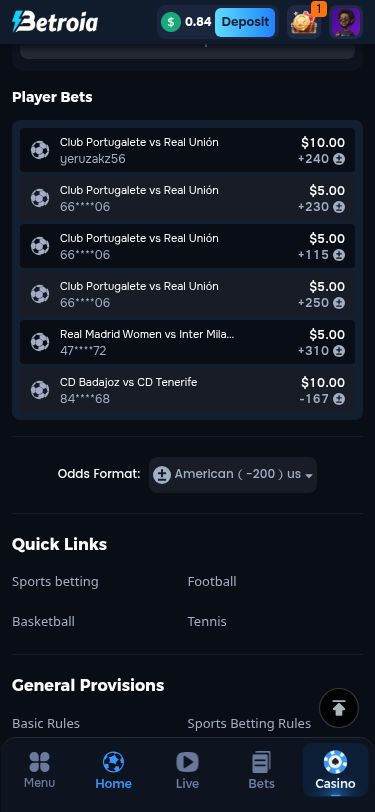 Betroia
$ 0.84 Deposit
1
Player Bets
Club Portugalete vs Real Unión
$10.00
yeruzakz56
+240
Club Portugalete vs Real Unión
$5.00
66****06
+230
Club Portugalete vs Real Unión
$5.00
66****06
+115
Club Portugalete vs Real Unión
$5.00
66****06
+250
Real Madrid Women vs Inter Mila...
$5.00
47****72
+310
CD Badajoz vs CD Tenerife
$10.00
84****68
-167
Odds Format: American ( -200 ) us
Quick Links
Sports betting Football
Basketball Tennis
General Provisions
Basic Rules Sports Betting Rules
Menu Home Live Bets Casino